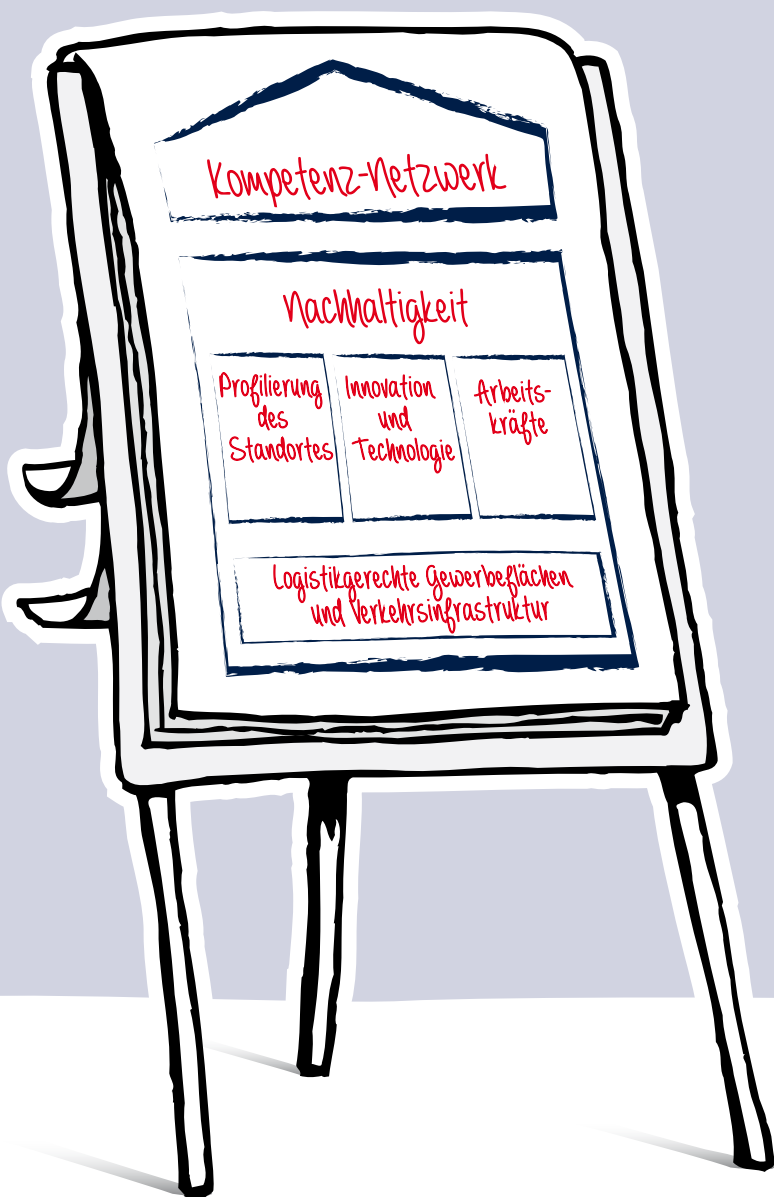 Kompetenz-Netzwerk
Nachhaltigkeit
Profilierung
des
Standortes
Innovation
und
Technologie
Arbeits-
kräfte
Logistikgerechte Gewerbeflächen
und Verkehrsinfrastruktur